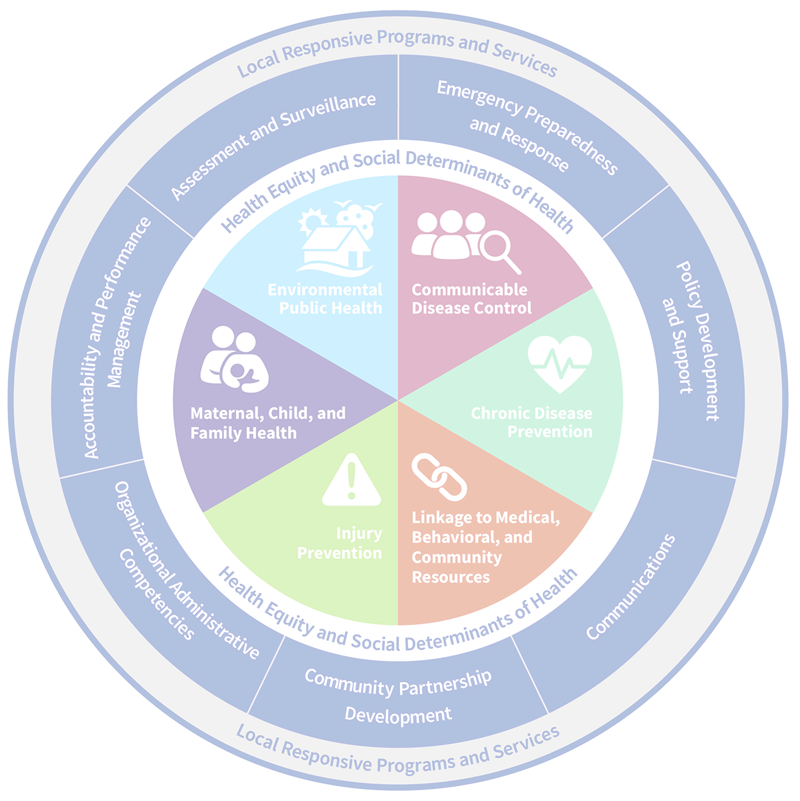 Local Responsive Programs and Services
Assessment and Surveillance
Emergency Preparedness
and Response
Health Equity and Social Determinants of Health
Environmental
Public Health
Communicable
Disease Control
Accountability and Performance
Management
Policy Development
and Support
Maternal, Child, and
Family Health
Chronic Disease
Prevention
Injury
Prevention
Linkage to Medical,
Behavioral, and
Community
Resources
Organizational Administrative
Competencies
Communications
Health Equity and Social Determinants of Health
Community Partnership
Development
Local Responsive Programs and Services